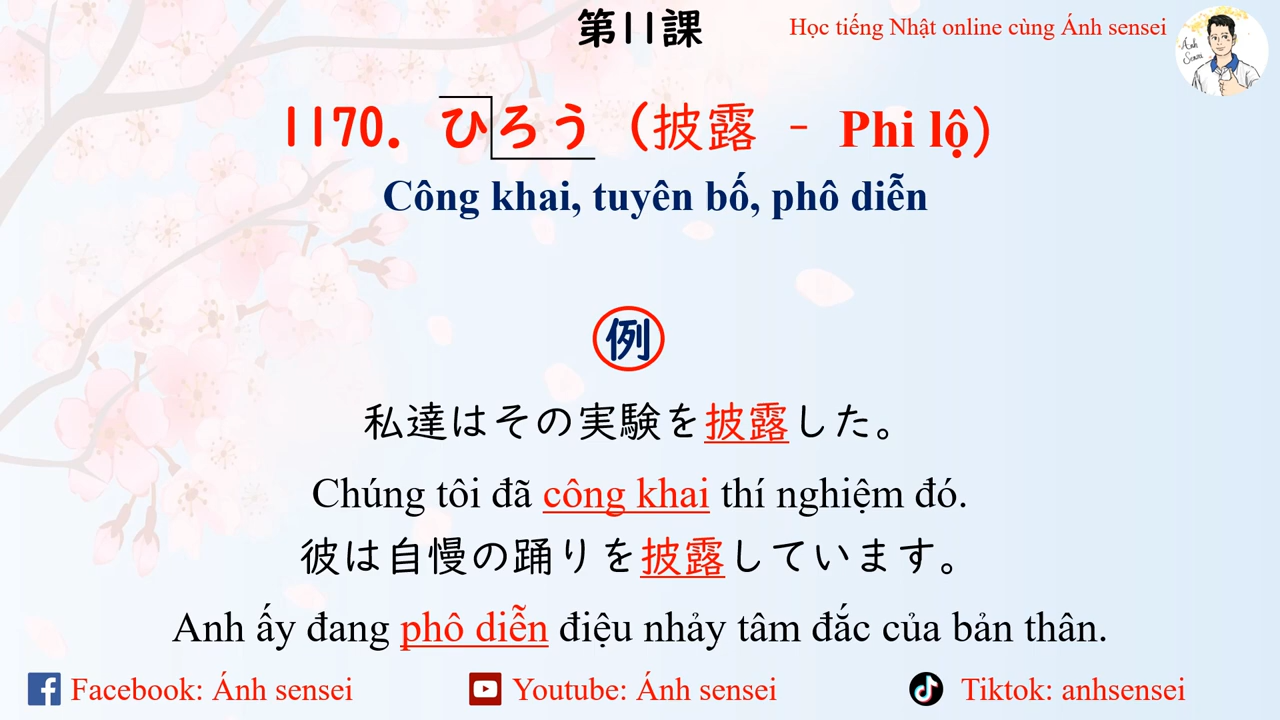 第11課
Học tiếng Nhật online cùng Ánh sensei
Ánh Sensei
1170. ひろう (披露 - Phi lộ)
Công khai, tuyên bố, phô diễn
例
私達はその実験を披露した。
Chúng tôi đã công khai thí nghiệm đó.
彼は自慢の踊りを披露しています。
Anh ấy đang phô diễn điệu nhảy tâm đắc của bản thân.
Facebook: Ánh sensei
Youtube: Ánh sensei
Tiktok: anhsensei